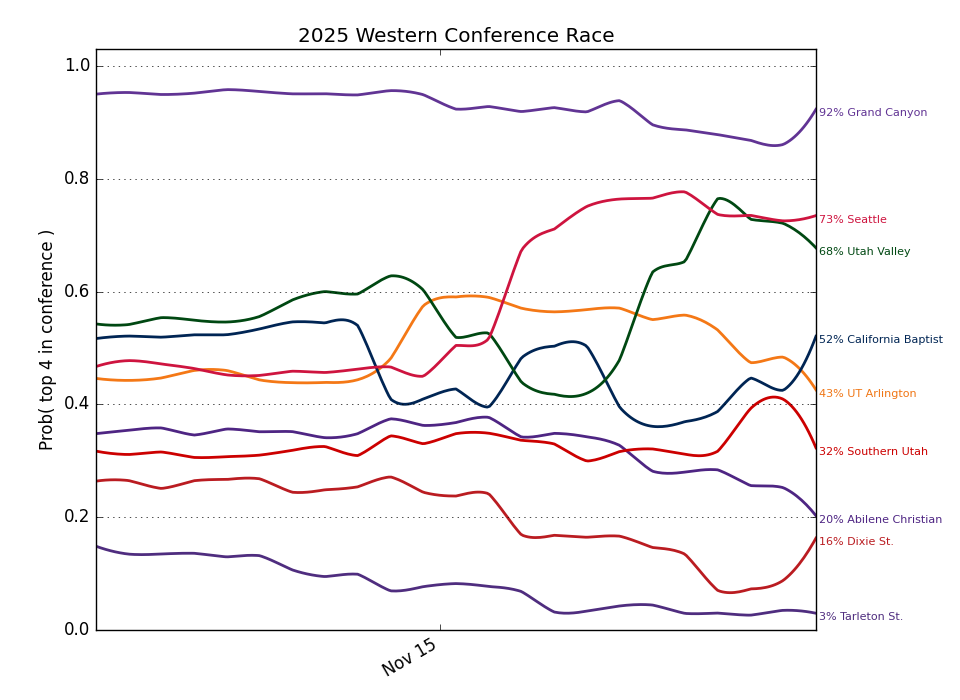 2025 Western Conference Race
Prob( top 4 in conference )
1.0
0.8
0.6
0.4
0.2
0.0
Nov 15
92% Grand Canyon
73% Seattle
68% Utah Valley
52% California Baptist
43% UT Arlington
32% Southern Utah
20% Abilene Christian
16% Dixie St.
3% Tarleton St.